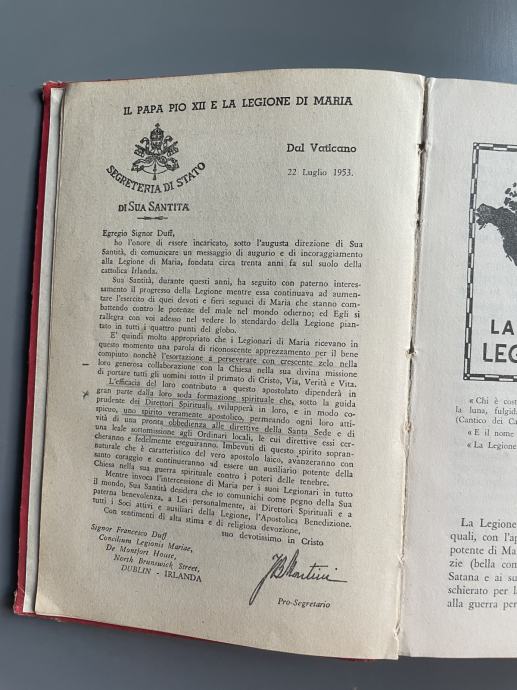 IL PAPA PIO XII E LA LEGIONE DI MARIA
SEGRETERIA DI STATO
DI SUA SANTITÀ
Dal Vaticano
22 Luglio 1953.
Egregio Signor Duff,
ho l'onore di essere incaricato, sotto l'augusta direzione di Sua
Santità, di comunicare un messaggio di augurio e di incoraggiamento
alla Legione di Maria, fondata circa trenta anni fa sul suolo della
cattolica Irlanda.
Sua Santità, durante questi anni, ha seguito con paterno interes-
samento il progresso della Legione mentre essa continuava ad aumen-
tare l'esercito di quei devoti e fieri seguaci di Maria che stanno com-
battendo contro le potenze del male nel mondo odierno; ed Egli si
rallegra con voi adesso nel vedere lo stendardo della Legione pian-
tato in tutti i quattro punti del globo.
E' quindi molto appropriato che i Legionari di Maria ricevano in
questo momento una parola di riconoscente apprezzamento per il bene
compiuto nonchè l'esortazione a perseverare con crescente zelo nella
loro generosa collaborazione con la Chiesa nella sua divina missione
di portare tutti gli uomini sotto il primato di Cristo, Via, Verità e Vita.
L'efficacia del loro contributo a questo apostolato dipenderà in
gran parte dalla loro soda formazione spirituale che, sotto la guida
prudente dei Direttori Spirituali, svilupperà in loro, e in modo co-
spicuo, uno spirito veramente apostolico, permeando ogni loro atti-
vità di una pronta obbedienza alle direttive della Santa Sede e di
una leale sottomissione agli Ordinari locali, le cui direttive essi cer-
cheranno e fedelmente eseguiranno. Imbevuti di questo spirito sopran-
naturale che è caratteristico del vero apostolo laico, avanzeranno con
santo coraggio e continueranno ad essere un ausiliario potente della
Chiesa nella sua guerra spirituale contro i poteri delle tenebre.
Mentre invoca l'intercessione di Maria per i suoi Legionari in tutto
il mondo, Sua Santità desidera che io comunichi come pegno della Sua
paterna benevolenza, a Lei personalmente, ai Direttori Spirituali e a
tutti i Soci attivi e ausiliari della Legione, l'Apostolica Benedizione.
Con sentimenti di alta stima e di religiosa devozione,
suo devotissimo in Cristo
Signor Francesco Duff
Concilium Legionis Mariae,
De Montfort House,
North Brunswick Street,
DUBLIN - IRLANDA
JB Montini
Pro-Segretario
LA
LEG
« Chi è cost
la luna, fulgid
(Cantico dei Ca
« E il nome
« La Legione
La Legione
quali, con l'ap
potente di Ma
zie (bella com
Satana e ai su
schierato per l
alla guerra per